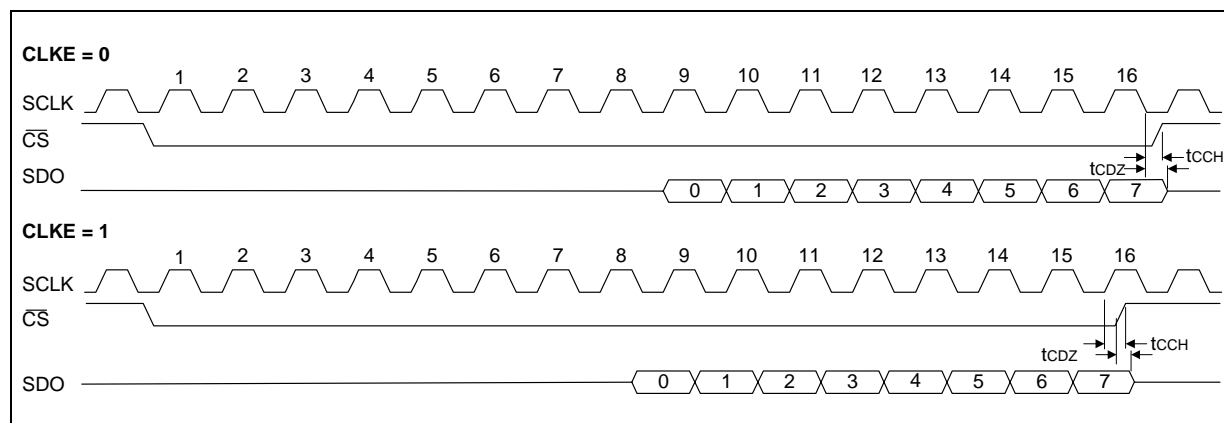 CLKE = 0
1 2 3 4 5 6 7 8 9 10 11 12 13 14 15 16
SCLK
CS
tCCH
tCDZ
SDO
0 1 2 3 4 5 6 7
CLKE = 1
1 2 3 4 5 6 7 8 9 10 11 12 13 14 15 16
SCLK
CS
tCDZ tCCH
SDO
0 1 2 3 4 5 6 7